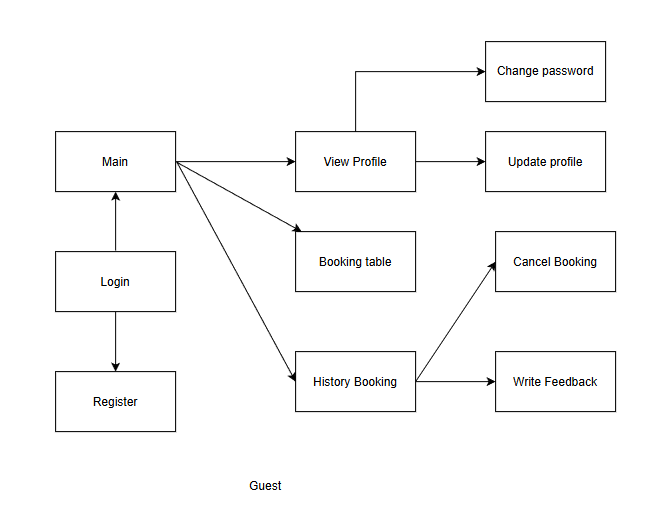 Change password
Main
View Profile
Update profile
Booking table
Cancel Booking
Login
History Booking
Write Feedback
Register
Guest